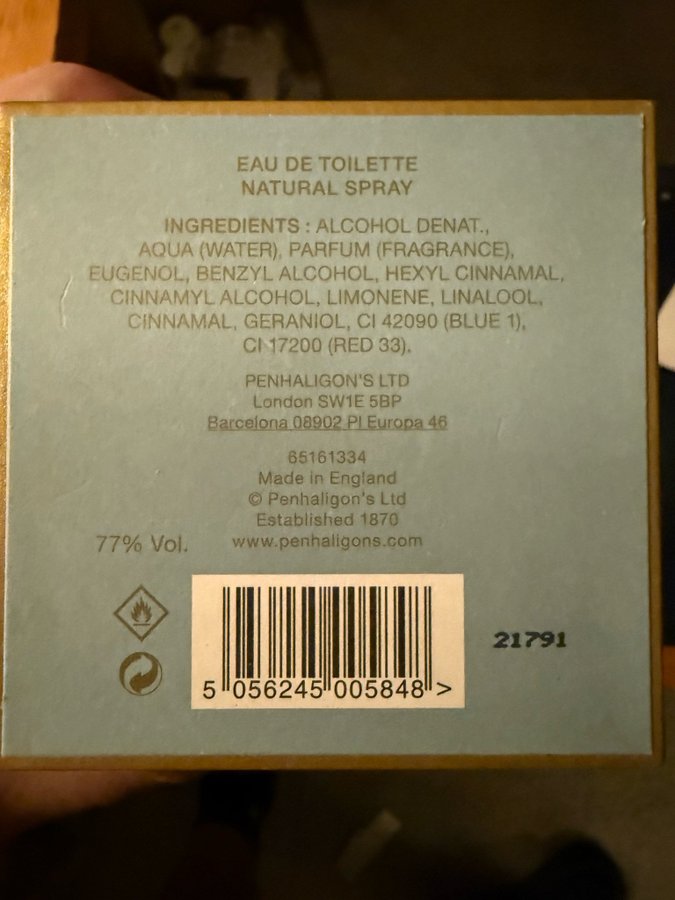 EAU DE TOILETTE
NATURAL SPRAY
INGREDIENTS : ALCOHOL DENAT.,
AQUA (WATER), PARFUM (FRAGRANCE),
EUGENOL, BENZYL ALCOHOL, HEXYL CINNAMAL,
CINNAMYL ALCOHOL, LIMONENE, LINALOOL,
CINNAMAL, GERANIOL, CI 42090 (BLUE 1),
CI 17200 (RED 33).
PENHALIGON'S LTD
London SW1E 5BP
Barcelona 08902 Pl Europa 46
65161334
Made in England
© Penhaligon's Ltd
Established 1870
www.penhaligons.com
77% Vol.
21791
5 056245 005848 >